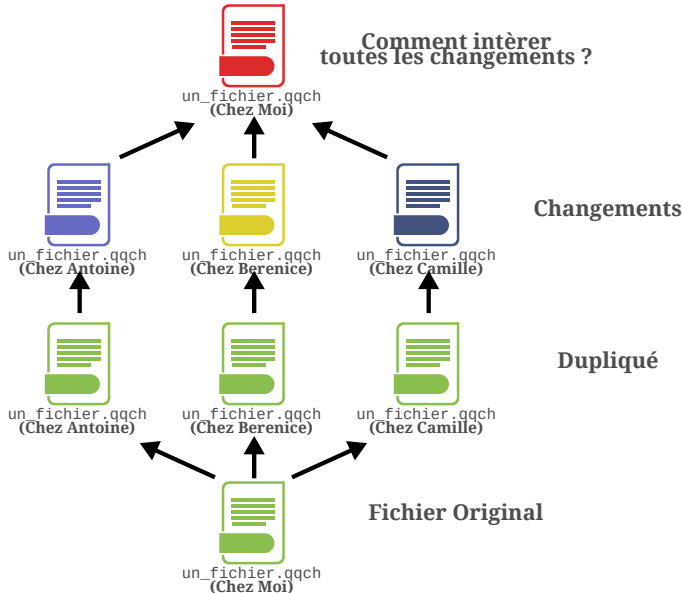 Comment intèrer
toutes les changements ?
un_fichier.qqch
(Chez Moi)
Changements
un_fichier.qqch
(Chez Antoine)
un_fichier.qqch
(Chez Berenice)
un_fichier.qqch
(Chez Camille)
Dupliqué
un_fichier.qqch
(Chez Antoine)
un_fichier.qqch
(Chez Berenice)
un_fichier.qqch
(Chez Camille)
Fichier Original
un_fichier.qqch
(Chez Moi)